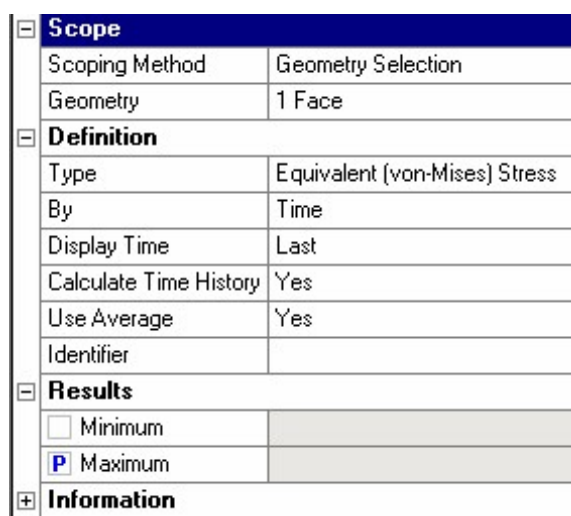 Scope
Scoping Method Geometry Selection
Geometry 1 Face
Definition
Type Equivalent (von-Mises) Stress
By Time
Display Time Last
Calculate Time History Yes
Use Average Yes
Identifier
Results
Minimum
P Maximum
Information